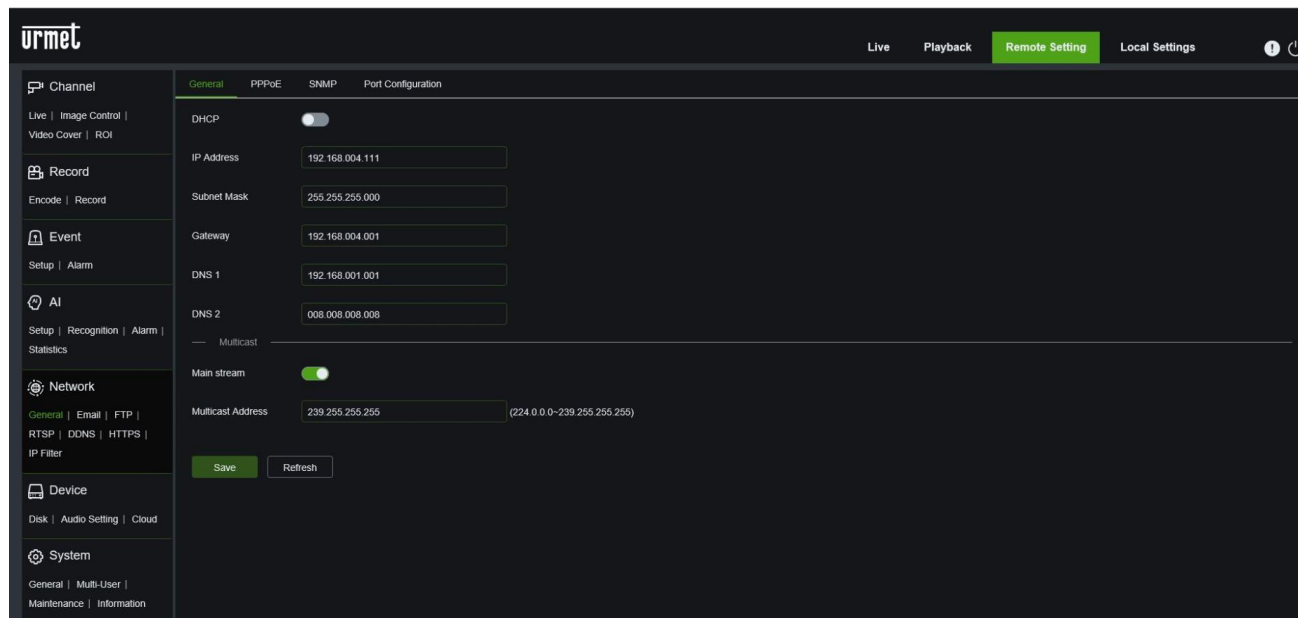 urmet
Live Playback Remote Setting Local Settings
Channel
Live | Image Control |
Video Cover | ROI
Record
Encode | Record
Event
Setup | Alarm
AI
Setup | Recognition | Alarm |
Statistics
Network
General | Email | FTP |
RTSP | DDNS | HTTPS |
IP Filter
Device
Disk | Audio Setting | Cloud
System
General | Multi-User |
Maintenance | Information
General PPPoE SNMP Port Configuration
DHCP
IP Address 192.168.004.111
Subnet Mask 255.255.255.000
Gateway 192.168.004.001
DNS 1 192.168.001.001
DNS 2 008.008.008.008
Multicast
Main stream
Multicast Address 239.255.255.255 (224.0.0.0~239.255.255.255)
Save Refresh